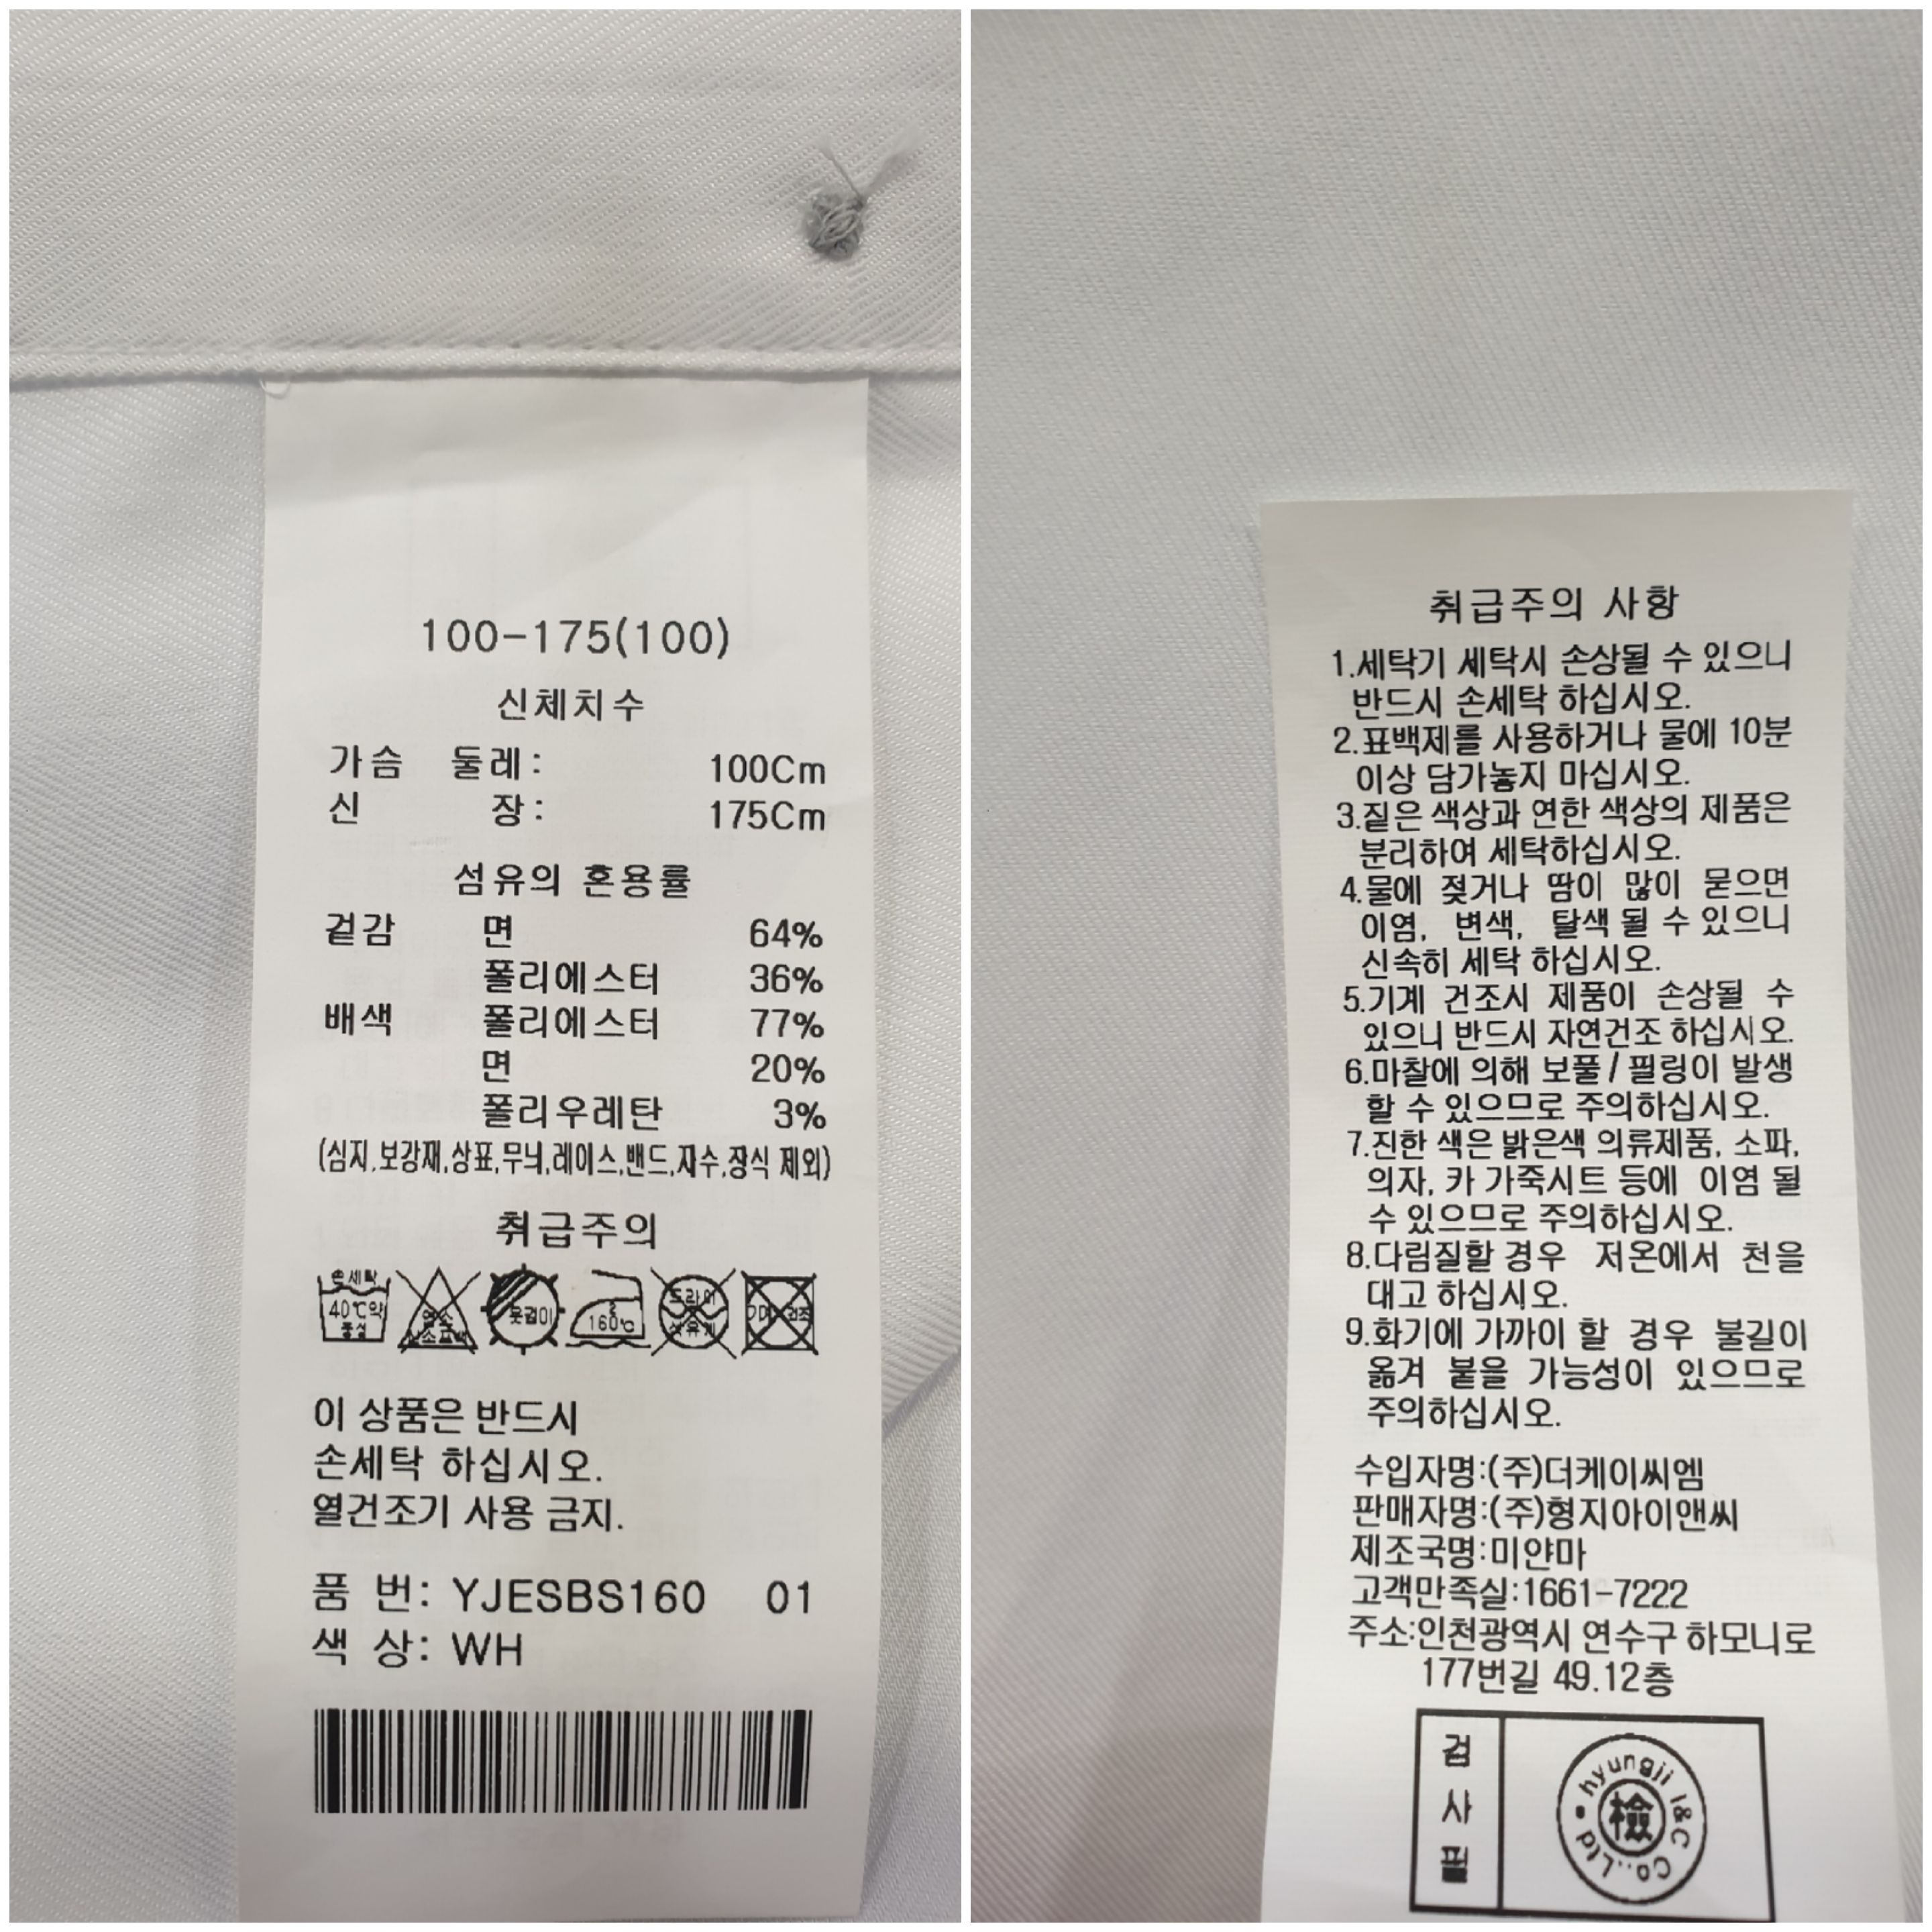 100-175(100)
신체치수
가슴 둘레: 100Cm
신 장: 175Cm
섬유의 혼용률
겉감 면 64%
폴리에스터 36%
배색 폴리에스터 77%
면 20%
폴리우레탄 3%
(심지,보강재,상표,무늬,레이스,밴드,자수,장식 제외)
취급주의
손세탁
40℃약
중성
염소
산소표백
옷걸이
160℃
드라이
석유계
건조
이 상품은 반드시
손세탁 하십시오.
열건조기 사용 금지.
품 번: YJESBS160 01
색 상: WH
취급주의 사항
1.세탁기 세탁시 손상될 수 있으니
반드시 손세탁 하십시오.
2.표백제를 사용하거나 물에 10분
이상 담가놓지 마십시오.
3.짙은 색상과 연한 색상의 제품은
분리하여 세탁하십시오.
4.물에 젖거나 땀이 많이 묻으면
이염, 변색, 탈색 될 수 있으니
신속히 세탁 하십시오.
5.기계 건조시 제품이 손상될 수
있으니 반드시 자연건조 하십시오.
6.마찰에 의해 보풀/필링이 발생
할 수 있으므로 주의하십시오.
7.진한 색은 밝은색 의류제품, 소파,
의자, 카 가죽시트 등에 이염 될
수 있으므로 주의하십시오.
8.다림질할 경우 저온에서 천을
대고 하십시오.
9.화기에 가까이 할 경우 불길이
옮겨 붙을 가능성이 있으므로
주의하십시오.
수입자명:(주)더케이씨엠
판매자명:(주)형지아이앤씨
제조국명:미얀마
고객만족실:1661-7222
주소:인천광역시 연수구 하모니로
177번길 49.12층
검사필
hyungji I&C Co.,Ltd
檢